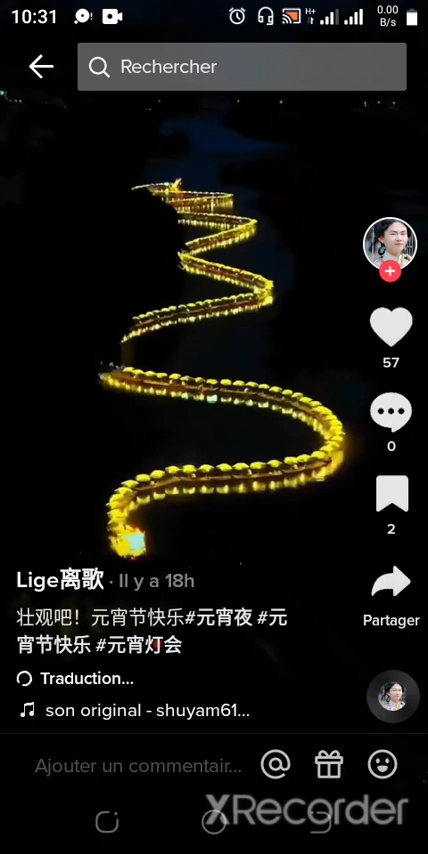 10:31
H+
0.00
B/s
Rechercher
57
0
2
Partager
Lige离歌 · Il y a 18h
壮观吧！元宵节快乐#元宵夜 #元
宵节快乐 #元宵灯会
Traduction...
son original - shuyam61...
Ajouter un commentair...
XRecorder